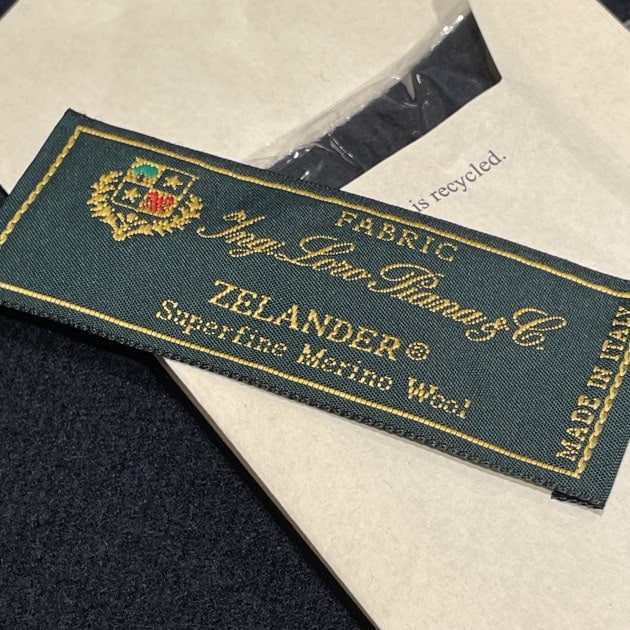 is recycled.
FABRIC
Ing. Loro Piana & C.
ZELANDER®
Superfine Merino Wool
MADE IN ITALY